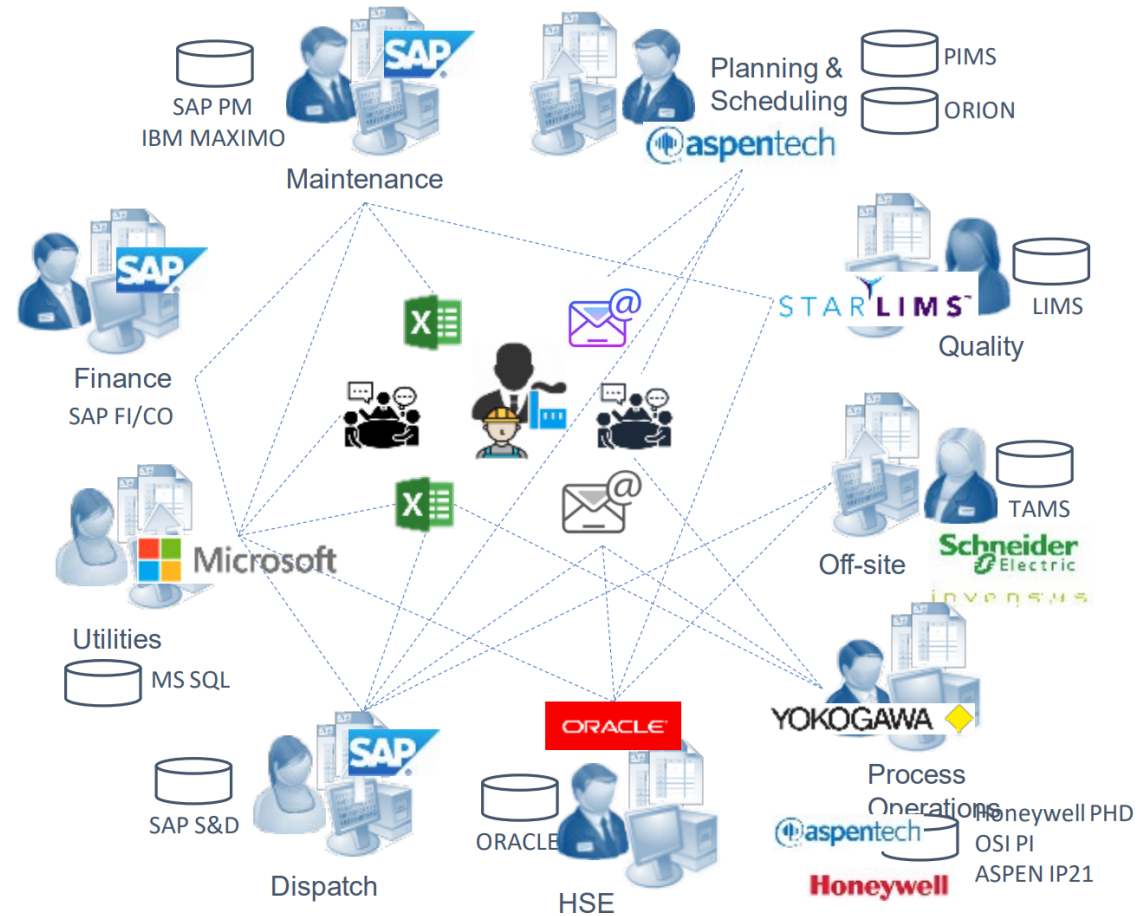 SAP
SAP PM
IBM MAXIMO
Maintenance
Planning &
Scheduling
aspentech
PIMS
ORION
SAP
Finance
SAP FI/CO
STARLIMS
LIMS
Quality
TAMS
Off-site
Schneider
Electric
invensys
Microsoft
Utilities
MS SQL
SAP
SAP S&D
Dispatch
ORACLE
ORACLE
HSE
YOKOGAWA
Process
Operations
aspentech
Honeywell
Honeywell PHD
OSI PI
ASPEN IP21